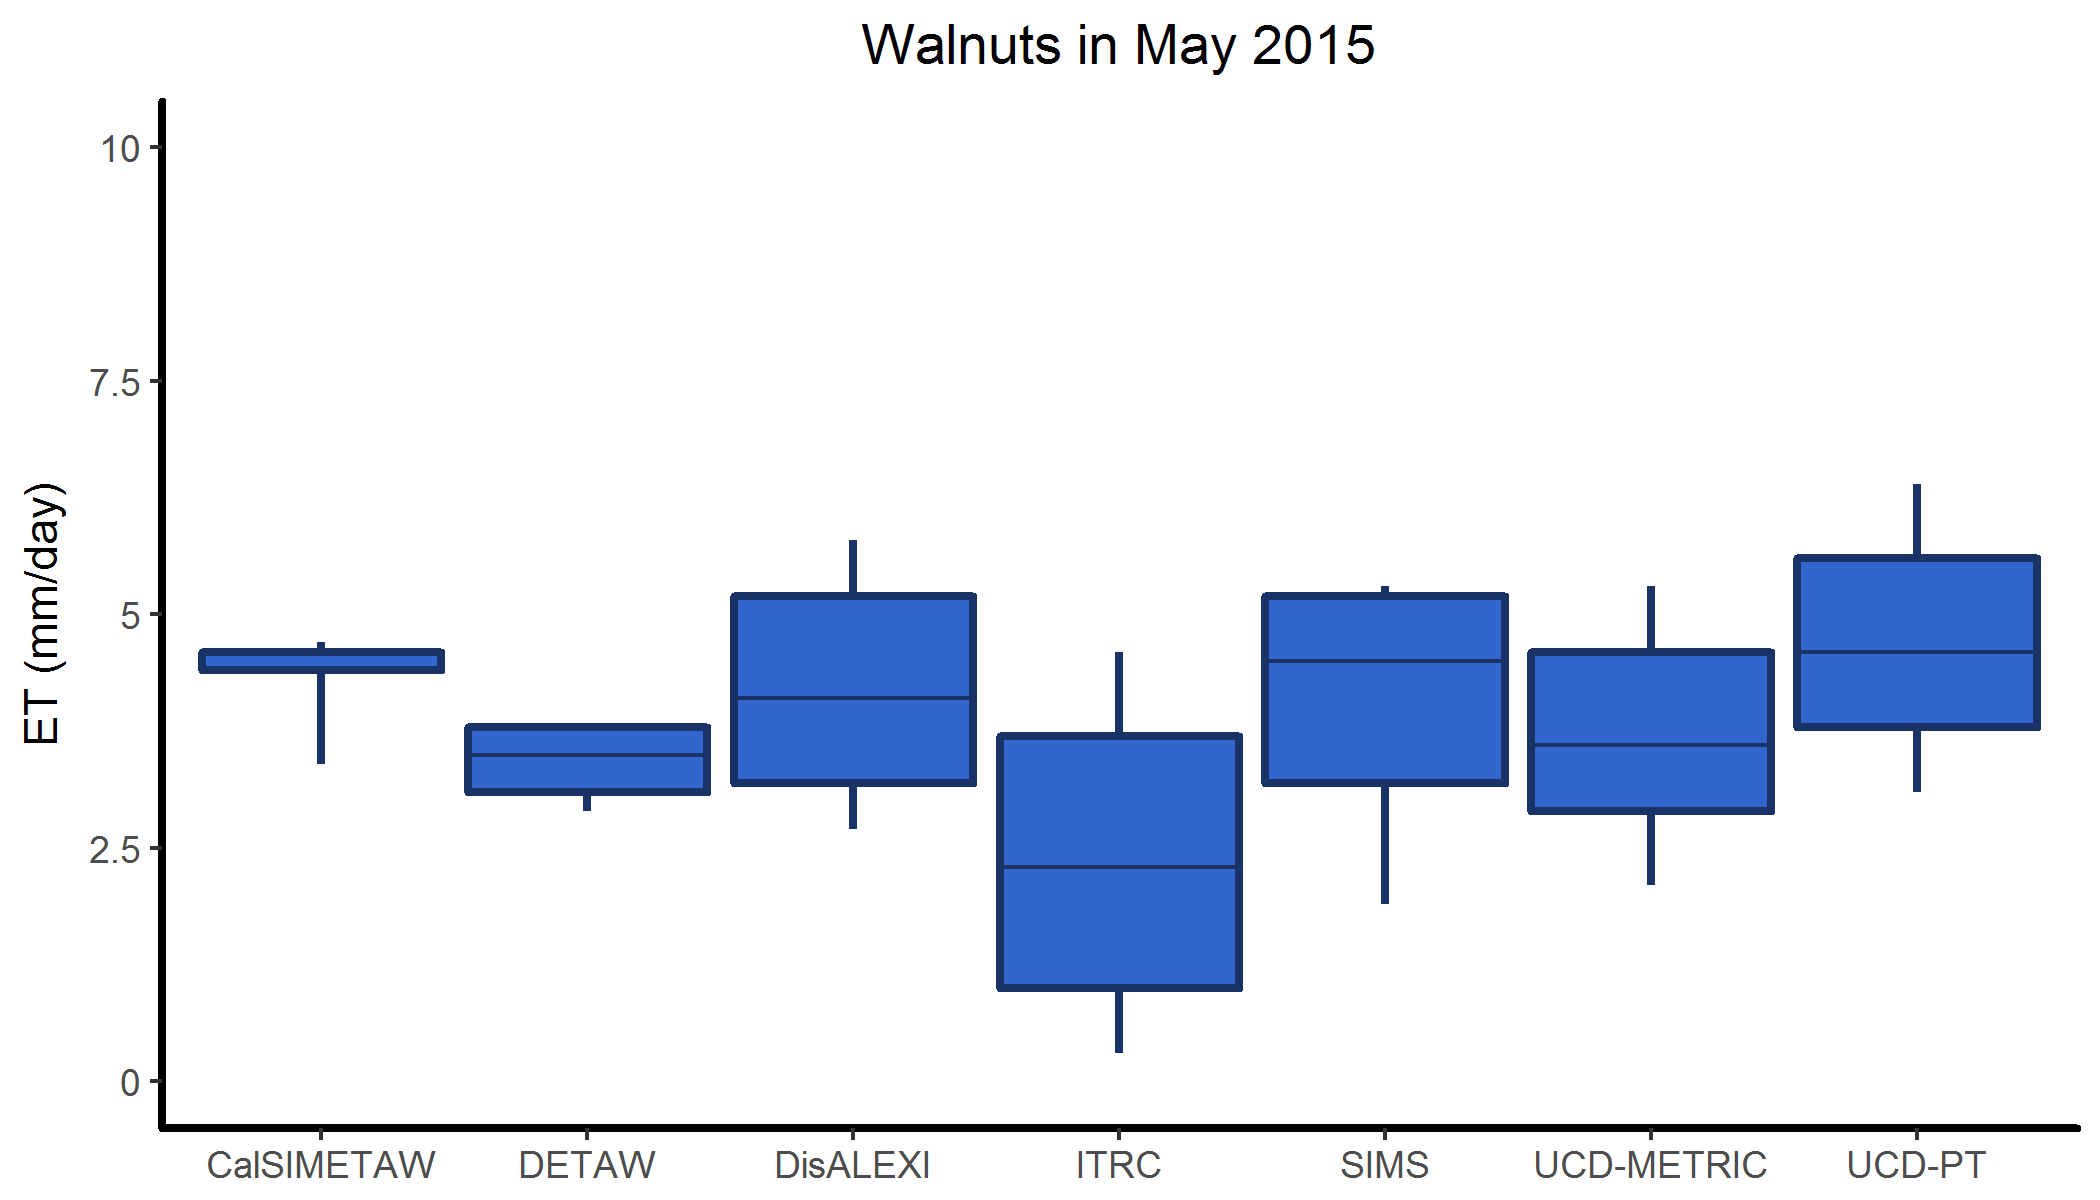 Walnuts in May 2015
ET (mm/day)
10
7.5
5
2.5
0
CalSIMETAW DETAW DisALEXI ITRC SIMS UCD-METRIC UCD-PT